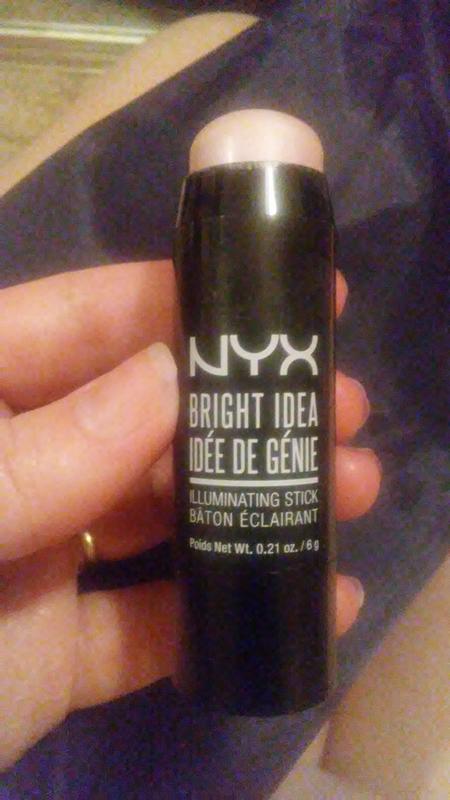 NYX
BRIGHT IDEA
IDÉE DE GÉNIE
ILLUMINATING STICK
BÂTON ÉCLAIRANT
Poids Net Wt. 0.21 oz. / 6 g